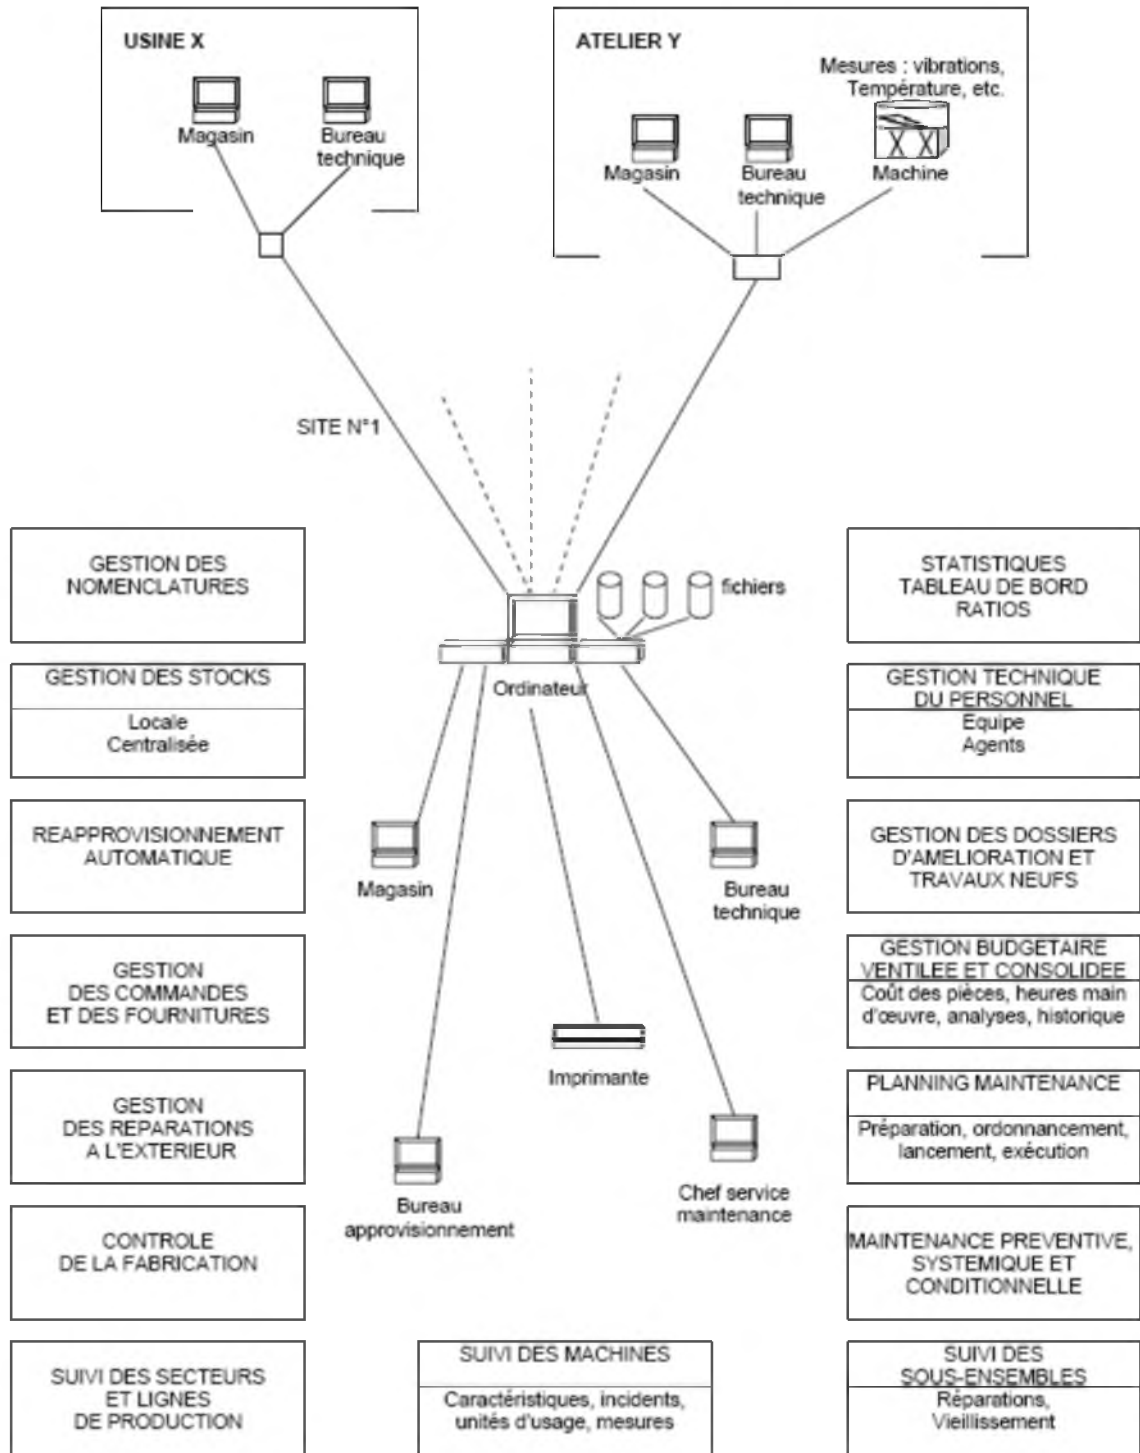 USINE X
Magasin
Bureau
technique
ATELIER Y
Mesures : vibrations,
Température, etc.
Magasin
Bureau
technique
Machine
SITE N°1
fichiers
Ordinateur
Magasin
Bureau
technique
Imprimante
Bureau
approvisionnement
Chef service
maintenance
GESTION DES
NOMENCLATURES
GESTION DES STOCKS
Locale
Centralisée
REAPPROVISIONNEMENT
AUTOMATIQUE
GESTION
DES COMMANDES
ET DES FOURNITURES
GESTION
DES REPARATIONS
A L'EXTERIEUR
CONTROLE
DE LA FABRICATION
SUIVI DES SECTEURS
ET LIGNES
DE PRODUCTION
SUIVI DES MACHINES
Caractéristiques, incidents,
unités d'usage, mesures
STATISTIQUES
TABLEAU DE BORD
RATIOS
GESTION TECHNIQUE
DU PERSONNEL
Equipe
Agents
GESTION DES DOSSIERS
D'AMELIORATION ET
TRAVAUX NEUFS
GESTION BUDGETAIRE
VENTILEE ET CONSOLIDEE
Coût des pièces, heures main
d'œuvre, analyses, historique
PLANNING MAINTENANCE
Préparation, ordonnancement,
lancement, exécution
MAINTENANCE PREVENTIVE,
SYSTEMIQUE ET
CONDITIONNELLE
SUIVI DES
SOUS-ENSEMBLES
Réparations,
Vieillissement